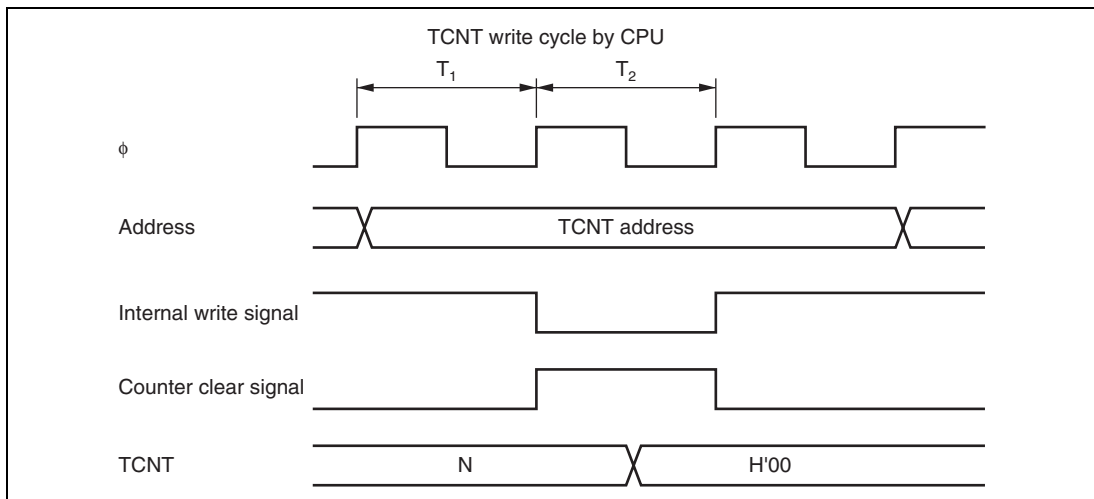 TCNT write cycle by CPU
T₁ T₂
ϕ
Address TCNT address
Internal write signal
Counter clear signal
TCNT N H'00